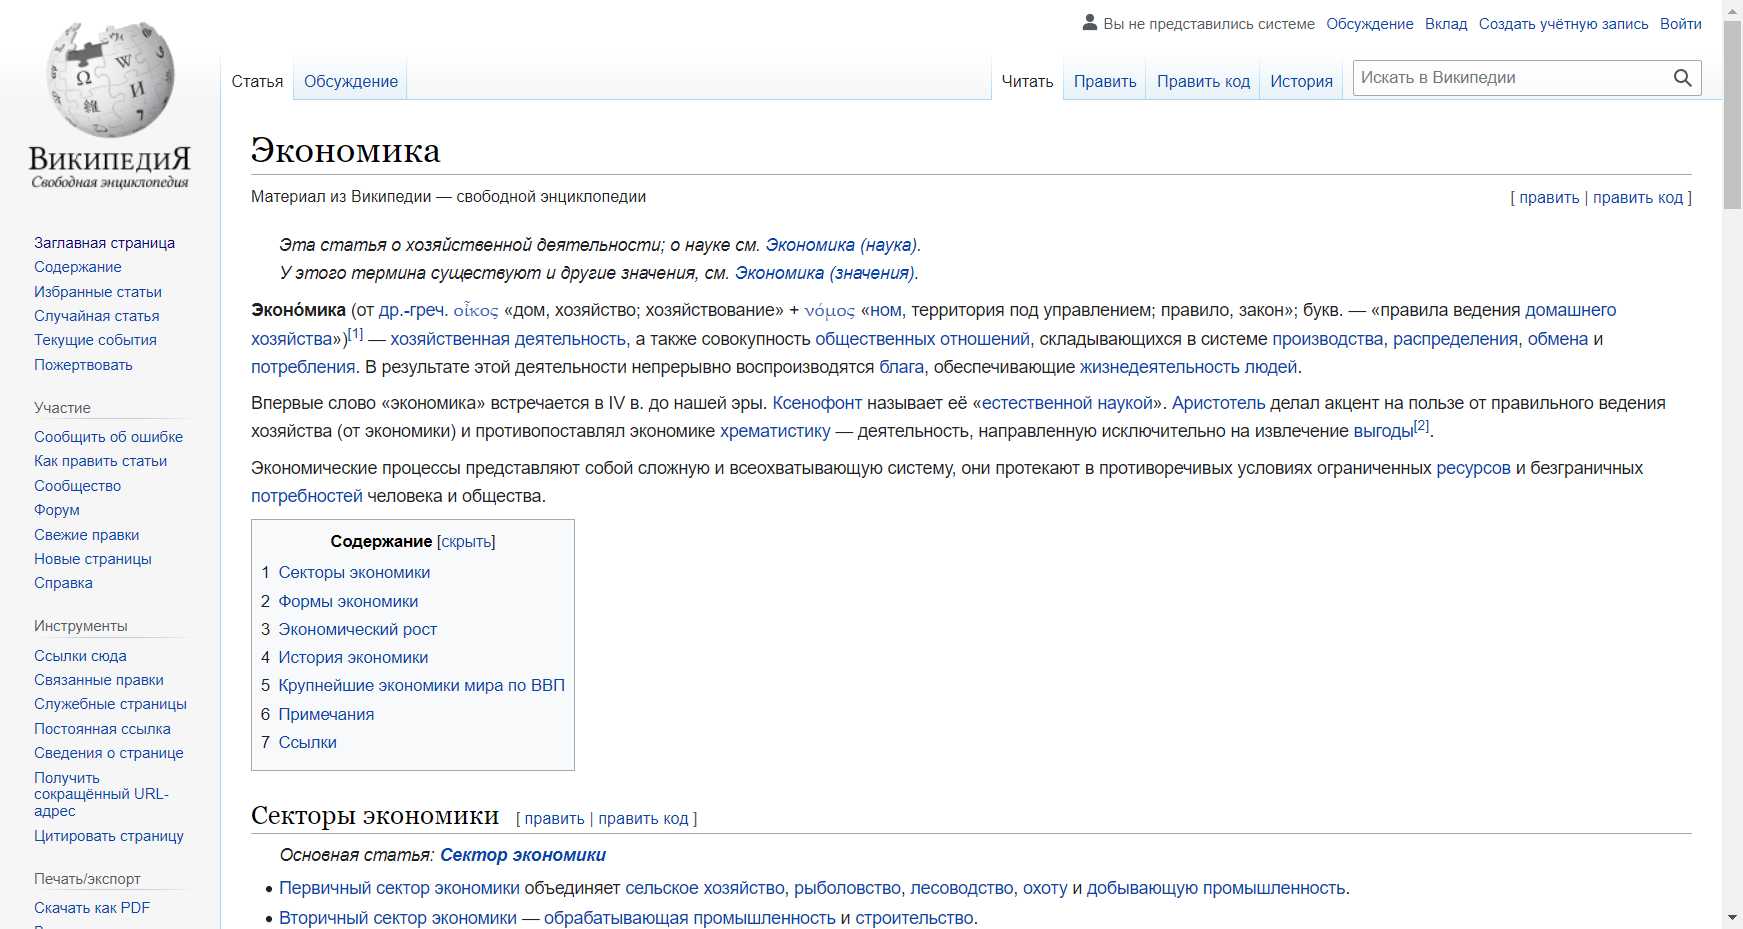 Вы не представились системе Обсуждение Вклад Создать учётную запись Войти
Статья Обсуждение Читать Править Править код История Искать в Википедии
ВикипедиЯ
Свободная энциклопедия
Заглавная страница
Содержание
Избранные статьи
Случайная статья
Текущие события
Пожертвовать
Участие
Сообщить об ошибке
Как править статьи
Сообщество
Форум
Свежие правки
Новые страницы
Справка
Инструменты
Ссылки сюда
Связанные правки
Служебные страницы
Постоянная ссылка
Сведения о странице
Получить
сокращённый URL-
адрес
Цитировать страницу
Печать/экспорт
Скачать как PDF
Экономика
Материал из Википедии — свободной энциклопедии [ править | править код ]
Эта статья о хозяйственной деятельности; о науке см. Экономика (наука).
У этого термина существуют и другие значения, см. Экономика (значения).
Эконо́мика (от др.-греч. οἶκος «дом, хозяйство; хозяйствование» + νόμος «ном, территория под управлением; правило, закон»; букв. — «правила ведения домашнего
хозяйства»)[1] — хозяйственная деятельность, а также совокупность общественных отношений, складывающихся в системе производства, распределения, обмена и
потребления. В результате этой деятельности непрерывно воспроизводятся блага, обеспечивающие жизнедеятельность людей.
Впервые слово «экономика» встречается в IV в. до нашей эры. Ксенофонт называет её «естественной наукой». Аристотель делал акцент на пользе от правильного ведения
хозяйства (от экономики) и противопоставлял экономике хрематистику — деятельность, направленную исключительно на извлечение выгоды[2].
Экономические процессы представляют собой сложную и всеохватывающую систему, они протекают в противоречивых условиях ограниченных ресурсов и безграничных
потребностей человека и общества.
Содержание [скрыть]
1 Секторы экономики
2 Формы экономики
3 Экономический рост
4 История экономики
5 Крупнейшие экономики мира по ВВП
6 Примечания
7 Ссылки
Секторы экономики [ править | править код ]
Основная статья: Сектор экономики
• Первичный сектор экономики объединяет сельское хозяйство, рыболовство, лесоводство, охоту и добывающую промышленность.
• Вторичный сектор экономики — обрабатывающая промышленность и строительство.